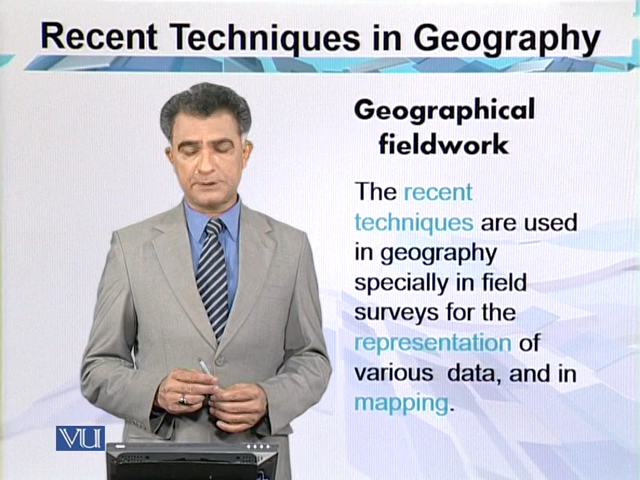 Recent Techniques in Geography
Geographical
fieldwork
The recent
techniques are used
in geography
specially in field
surveys for the
representation of
various  data, and in
mapping.
VU